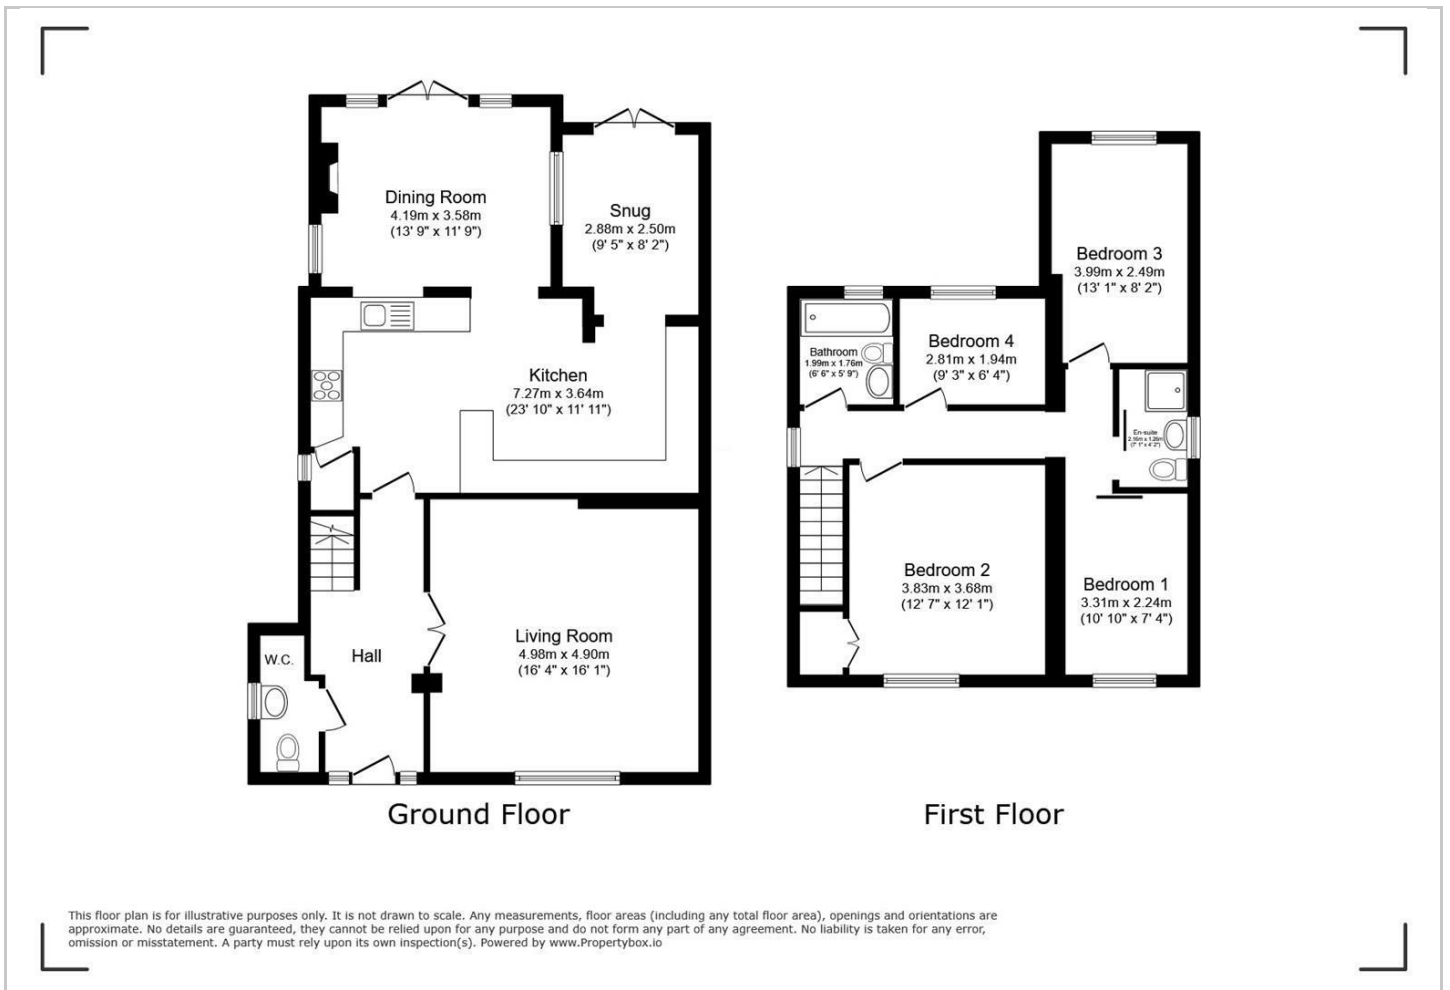 Dining Room
4.19m x 3.58m
(13' 9" x 11' 9")
Snug
2.88m x 2.50m
(9' 5" x 8' 2")
Kitchen
7.27m x 3.64m
(23' 10" x 11' 11")
Living Room
4.98m x 4.90m
(16' 4" x 16' 1")
Hall
W.C.
Ground Floor
Bedroom 3
3.99m x 2.49m
(13' 1" x 8' 2")
Bathroom
1.99m x 1.76m
(6' 6" x 5' 9")
Bedroom 4
2.81m x 1.94m
(9' 3" x 6' 4")
En-suite
2.16m x 1.26m
(7' 1" x 4' 2")
Bedroom 2
3.83m x 3.68m
(12' 7" x 12' 1")
Bedroom 1
3.31m x 2.24m
(10' 10" x 7' 4")
First Floor
This floor plan is for illustrative purposes only. It is not drawn to scale. Any measurements, floor areas (including any total floor area), openings and orientations are
approximate. No details are guaranteed, they cannot be relied upon for any purpose and do not form any part of any agreement. No liability is taken for any error,
omission or misstatement. A party must rely upon its own inspection(s). Powered by www.Propertybox.io